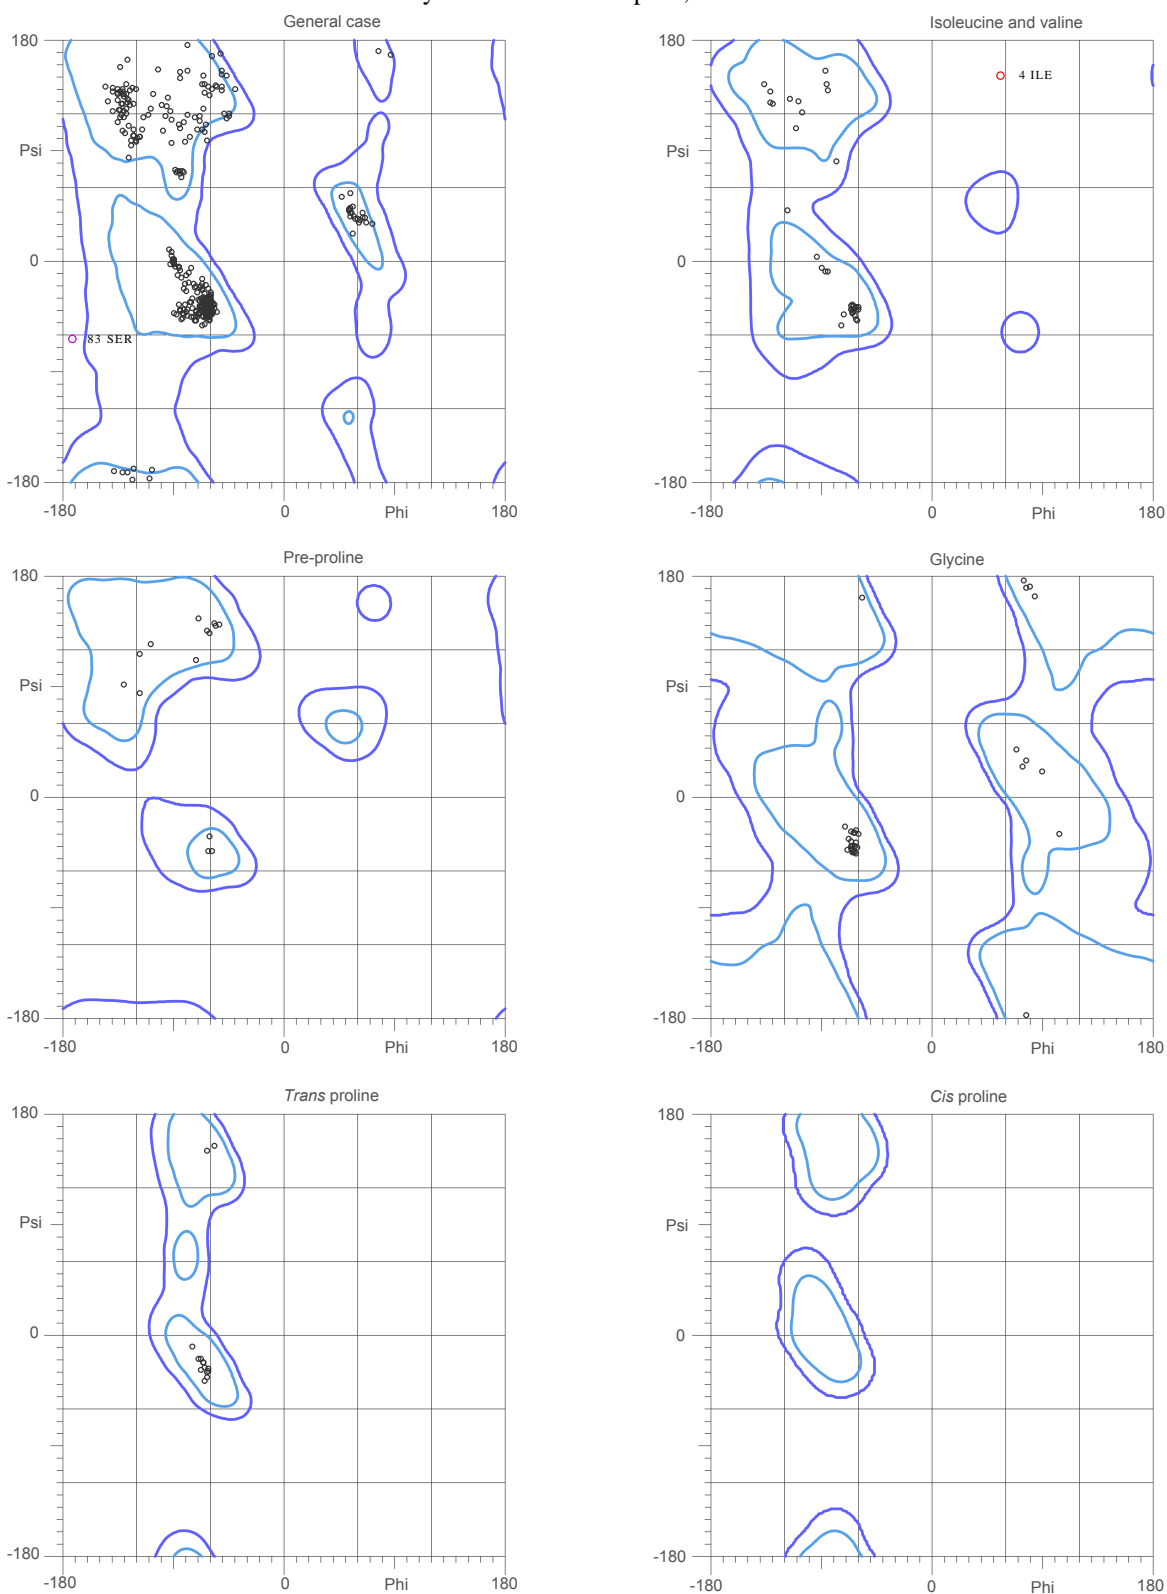 General case
Isoleucine and valine
180
180
4 ILE
Psi
Psi
0
0
83 SER
-180
-180
-180
0
Phi
180
-180
0
Phi
180
Pre-proline
Glycine
180
180
Psi
Psi
0
0
-180
-180
-180
0
Phi
180
-180
0
Phi
180
Trans proline
Cis proline
180
180
Psi
Psi
0
0
-180
-180
-180
0
Phi
180
-180
0
Phi
180